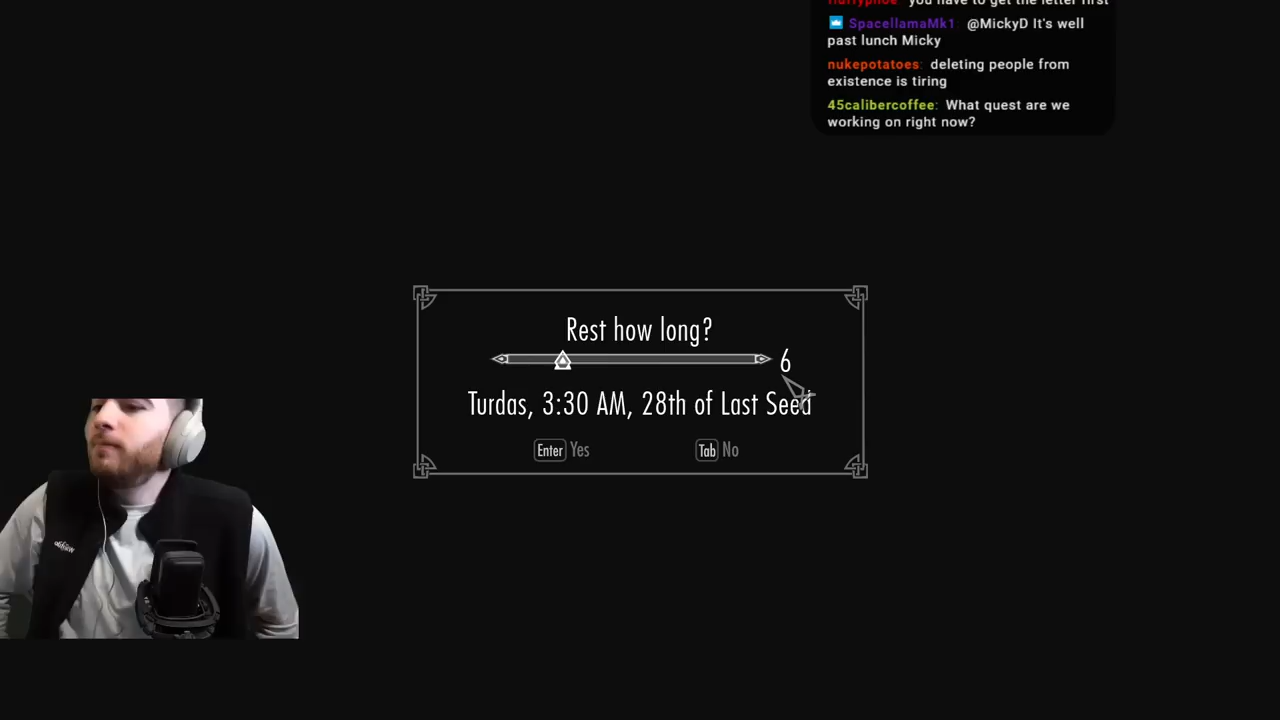 fluffyphoe: you have to get the letter first
SpacellamaMk1: @MickyD It's well
past lunch Micky
nukepotatoes: deleting people from
existence is tiring
45calibercoffee: What quest are we
working on right now?
Rest how long?
6
Turdas, 3:30 AM, 28th of Last Seed
Enter Yes
Tab No